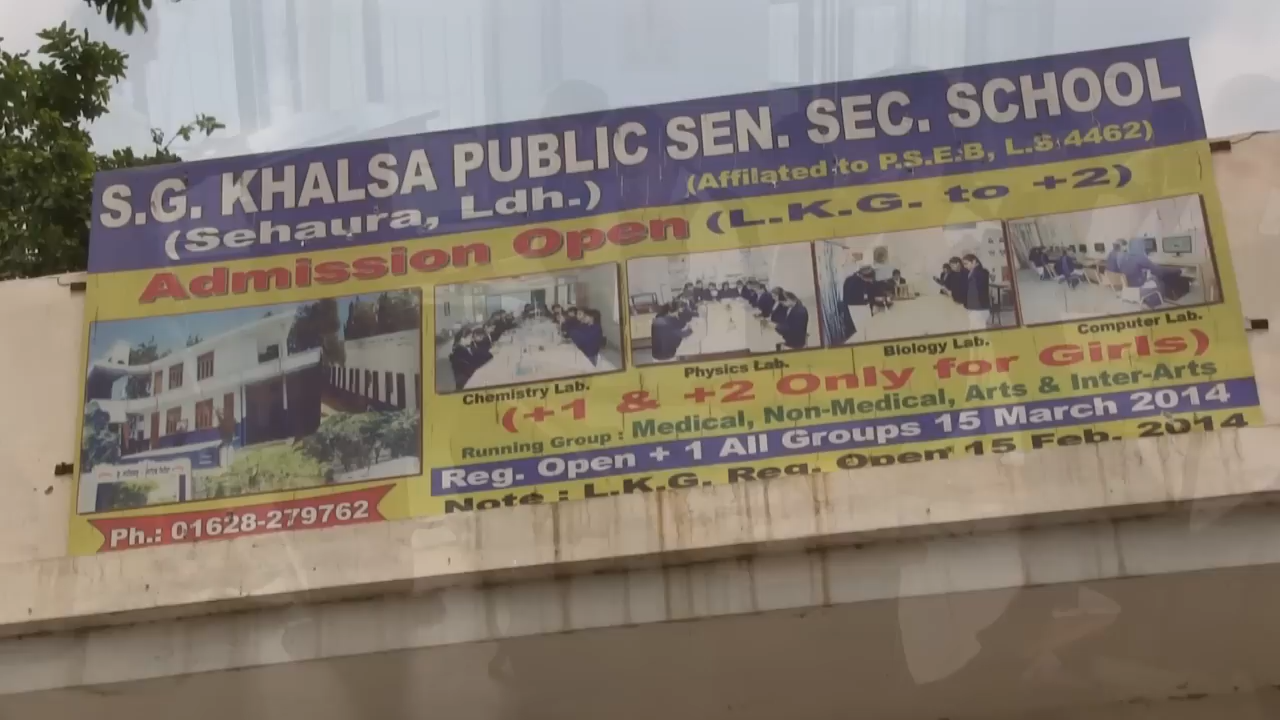 S.G. KHALSA PUBLIC SEN. SEC. SCHOOL
(Sehaura, Ldh.)
(Affilated to P.S.E.B, L.S 4462)
Admission Open (L.K.G. to +2)
Chemistry Lab.
Physics Lab.
Biology Lab.
Computer Lab.
(+1 & +2 Only for Girls)
Running Group : Medical, Non-Medical, Arts & Inter-Arts
Reg. Open + 1 All Groups 15 March 2014
Note : L.K.G. Reg. Open 15 Feb. 2014
Ph.: 01628-279762